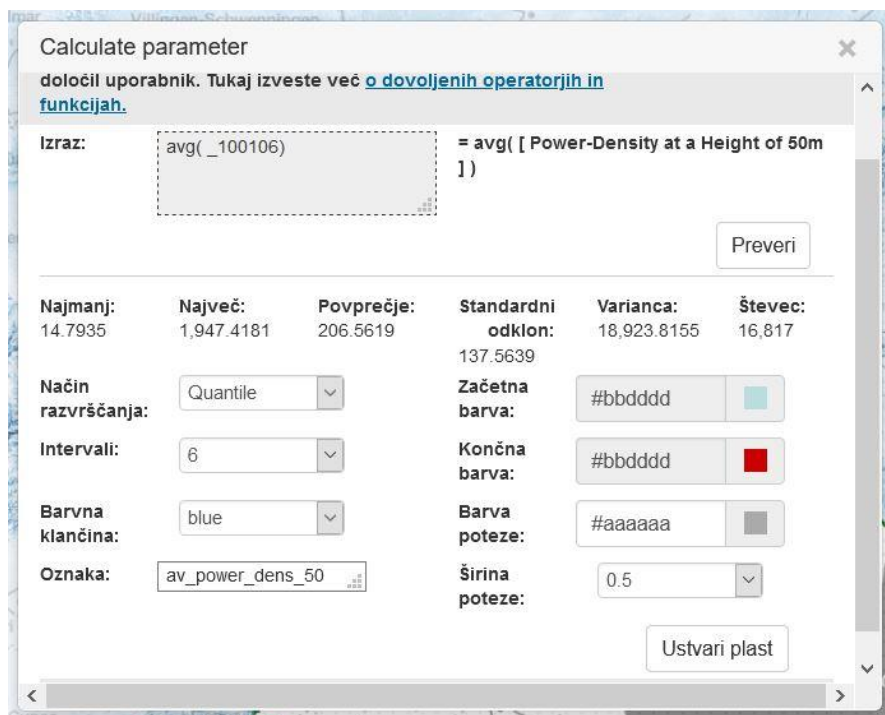 Villingen-Schwenningen
Calculate parameter
določil uporabnik. Tukaj izveste več o dovoljenih operatorjih in
funkcijah.
Izraz:
avg( _100106)
= avg( [ Power-Density at a Height of 50m
] )
Preveri
Najmanj: Največ: Povprečje: Standardni odklon: Varianca: Števec:
14.7935 1,947.4181 206.5619 137.5639 18,923.8155 16,817
Način
razvrščanja:
Quantile
Začetna
barva:
#bbdddd
Intervali:
6
Končna
barva:
#bbdddd
Barvna
klančina:
blue
Barva
poteze:
#aaaaaa
Oznaka:
av_power_dens_50
Širina
poteze:
0.5
Ustvari plast